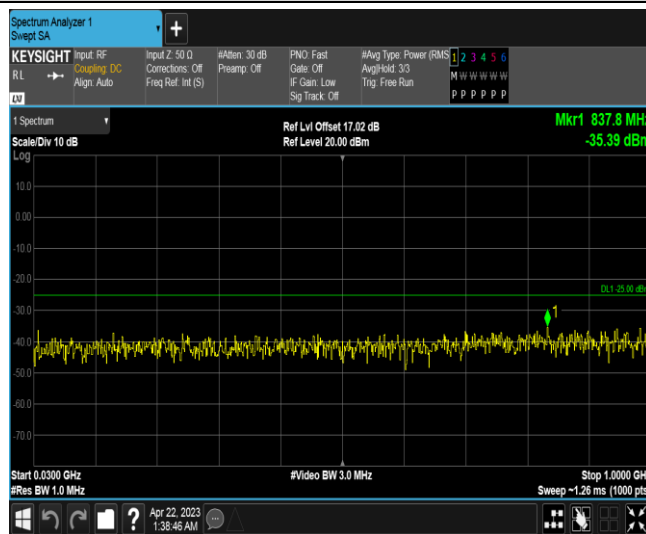 Spectrum Analyzer 1
Swept SA
+
KEYSIGHT
RL
LXI
Input: RF
Coupling: DC
Align: Auto
Input Z: 50 Ω
Corrections: Off
Freq Ref: Int (S)
#Atten: 30 dB
Preamp: Off
PNO: Fast
Gate: Off
IF Gain: Low
Sig Track: Off
#Avg Type: Power (RMS
Avg|Hold: 3/3
Trig: Free Run
1 2 3 4 5 6
M W W W W W
P P P P P P
1 Spectrum
Scale/Div 10 dB
Log
Ref Lvl Offset 17.02 dB
Ref Level 20.00 dBm
Mkr1 837.8 MHz
-35.39 dBm
10.0
0.00
-10.0
-20.0
DL1 -25.00 dBm
-30.0
1
-40.0
-50.0
-60.0
-70.0
Start 0.0300 GHz
#Res BW 1.0 MHz
#Video BW 3.0 MHz
Stop 1.0000 GH
Sweep ~1.26 ms (1000 pts
?
Apr 22, 2023
1:38:46 AM